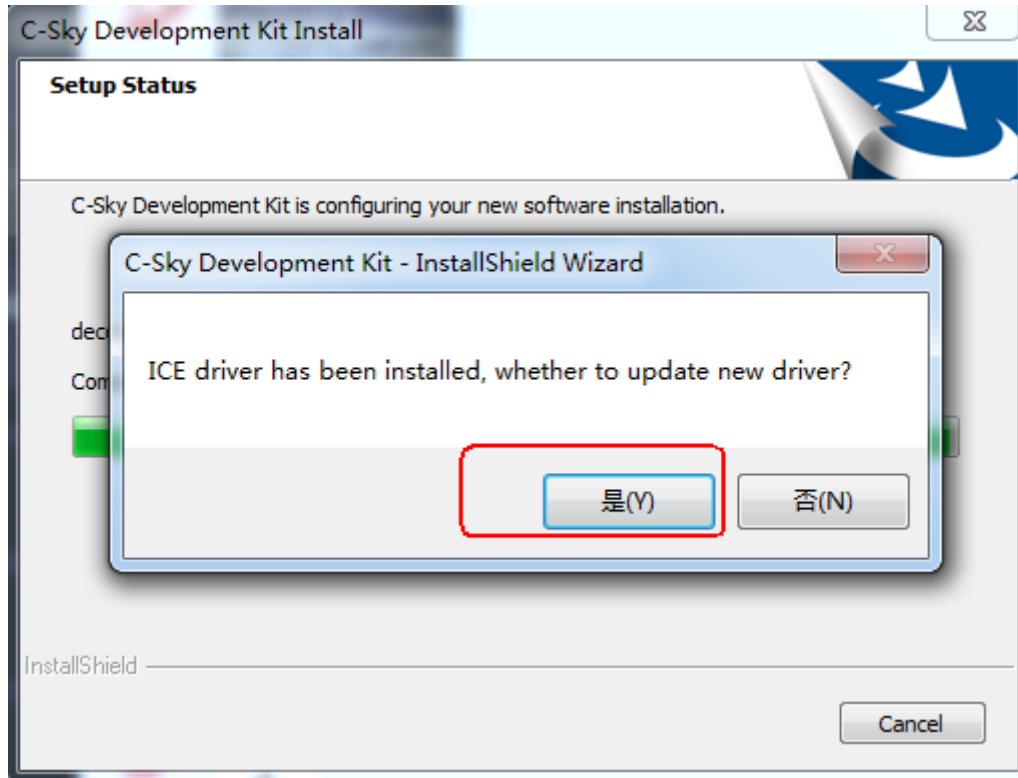 C-Sky Development Kit Install
Setup Status
C-Sky Development Kit is configuring your new software installation.
C-Sky Development Kit - InstallShield Wizard
ICE driver has been installed, whether to update new driver?
是(Y)
否(N)
InstallShield
Cancel